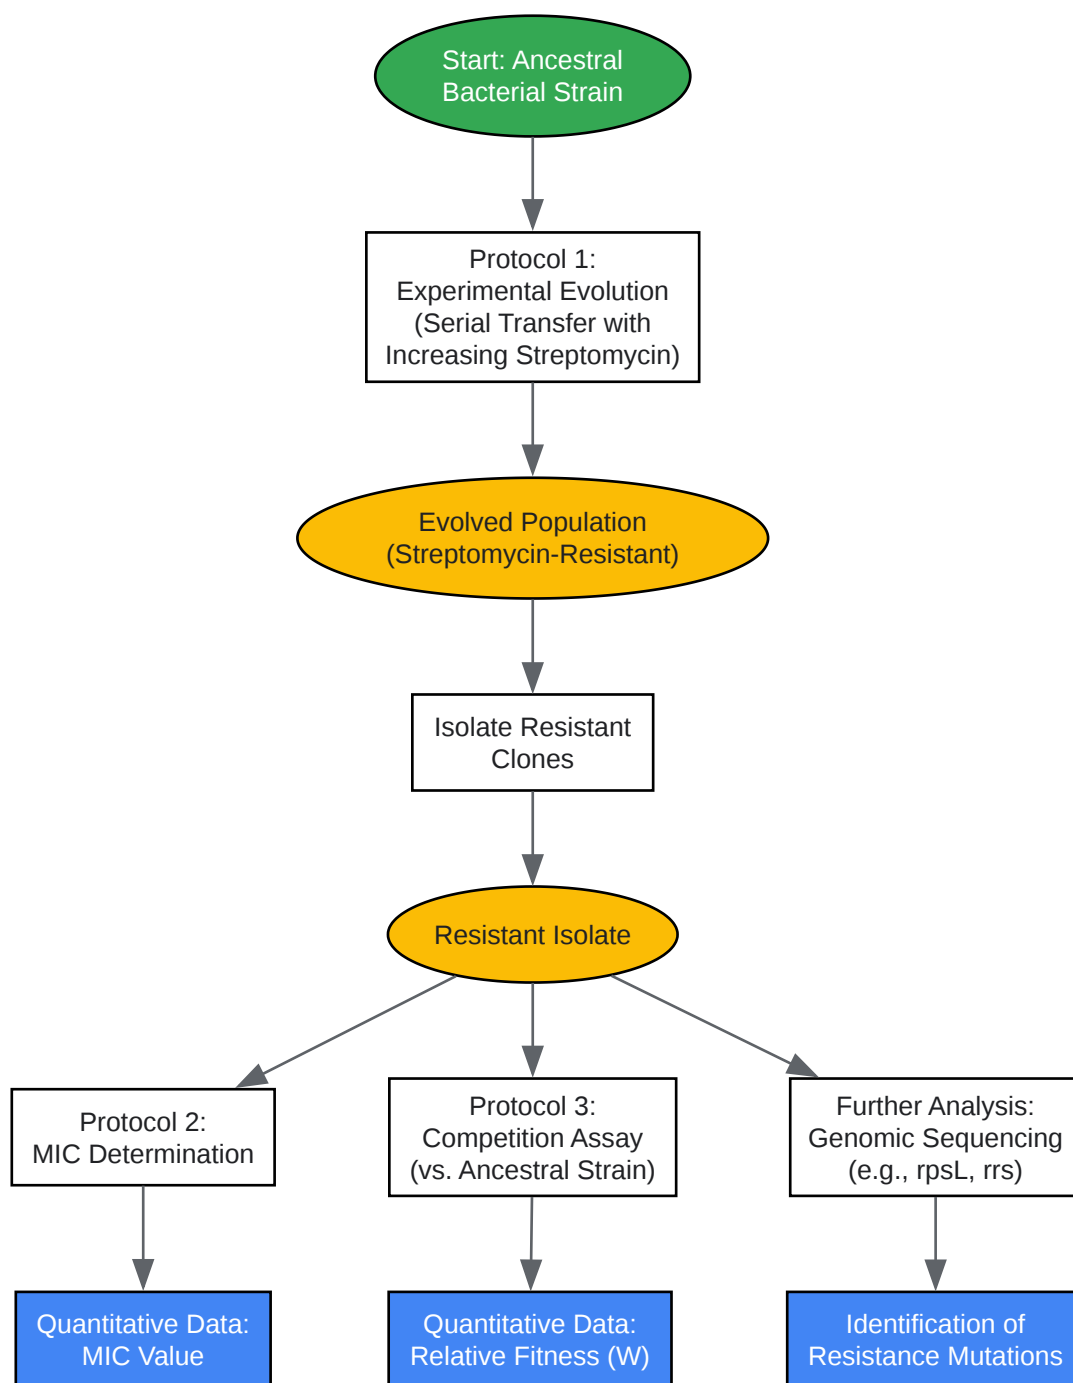 Start: Ancestral
Bacterial Strain
Protocol 1:
Experimental Evolution
(Serial Transfer with
Increasing Streptomycin)
Evolved Population
(Streptomycin-Resistant)
Isolate Resistant
Clones
Resistant Isolate
Protocol 2:
MIC Determination
Protocol 3:
Competition Assay
(vs. Ancestral Strain)
Further Analysis:
Genomic Sequencing
(e.g., rpsL, rrs)
Quantitative Data:
MIC Value
Quantitative Data:
Relative Fitness (W)
Identification of
Resistance Mutations